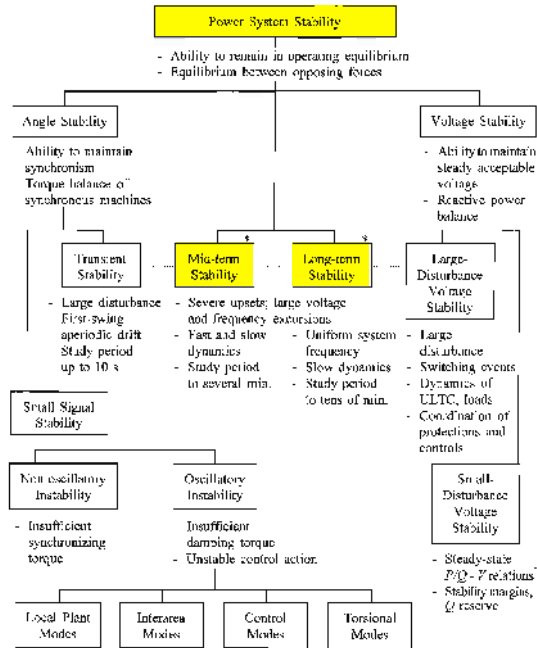 Power System Stability
- Ability to remain in operating equilibrium
- Equilibrium between opposing forces
Angle Stability
Ability to maintain
synchronism
Torque balance of
synchronous machines
Voltage Stability
- Ability to maintain
steady acceptable
voltage
- Reactive power
balance
Transient
Stability
*
Mid-term
Stability
*
Long-term
Stability
Large-
Disturbance
Voltage
Stability
- Large disturbance
First-swing
aperiodic drift
Study period
up to 10 s
- Severe upsets; large voltage
and frequency excursions
- Fast and slow
dynamics
- Study period
to several min.
- Uniform system
frequency
- Slow dynamics
- Study period
to tens of min.
- Large
disturbance
- Switching events
- Dynamics of
ULTC, loads
- Coordination of
protections and
controls
Small Signal
Stability
Non oscillatory
Instability
- Insufficient
synchronizing
torque
Oscillatory
Instability
Insufficient
damping torque
- Unstable control action
Small-
Disturbance
Voltage
Stability
- Steady-state
P/Q - V relations
- Stability margins,
Q reserve
Local Plant
Modes
Interarea
Modes
Control
Modes
Torsional
Modes